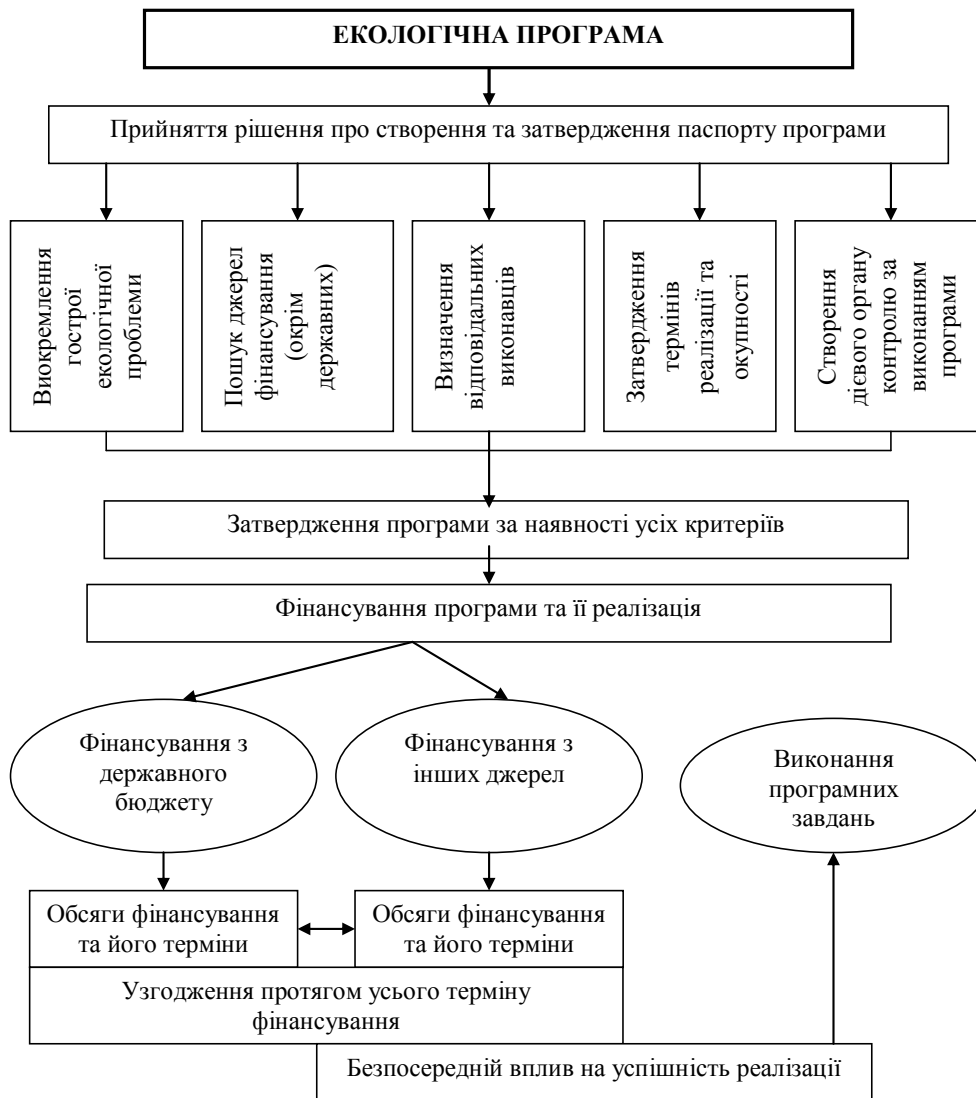 ЕКОЛОГІЧНА ПРОГРАМА
Прийняття рішення про створення та затвердження паспорту програми
Виокремлення
гострої
екологічної
проблеми
Пошук джерел
фінансування
(окрім
державних)
Визначення
відповідальних
виконавців
Затвердження
термінів
реалізації та
окупності
Створення
дієвого органу
контролю за
виконанням
програми
Затвердження програми за наявності усіх критеріїв
Фінансування програми та її реалізація
Фінансування з
державного
бюджету
Фінансування з
інших джерел
Виконання
програмних
завдань
Обсяги фінансування
та його терміни
Обсяги фінансування
та його терміни
Узгодження протягом усього терміну
фінансування
Безпосередній вплив на успішність реалізації